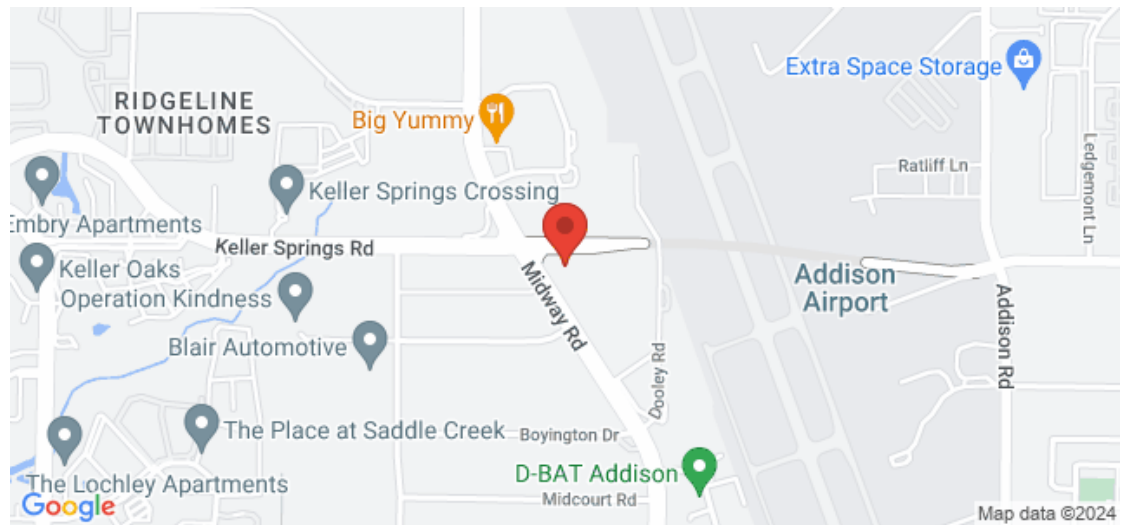 Extra Space Storage
RIDGELINE
TOWNHOMES
Big Yummy
Ledgemont Ln
Ratliff Ln
Keller Springs Crossing
Embry Apartments
Keller Springs Rd
Keller Oaks
Addison
Airport
Operation Kindness
Midway Rd
Addison Rd
Blair Automotive
Dooley Rd
The Place at Saddle Creek
Boyington Dr
D-BAT Addison
The Lochley Apartments
Midcourt Rd
Google
Map data ©2024